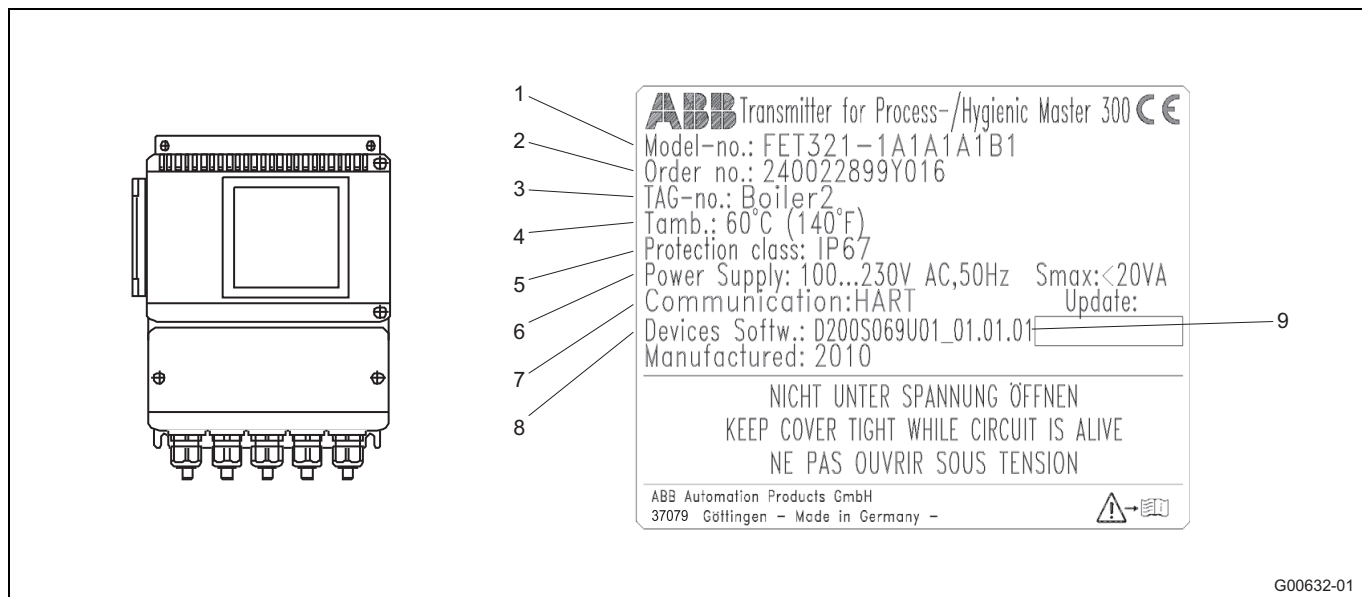 1
2
3
4
5
6
7
8
9
ABB Transmitter for Process-/Hygienic Master 300 CE
Model-no.: FET321-1A1A1A1B1
Order no.: 240022899Y016
TAG-no.: Boiler2
Tamb.: 60°C (140°F)
Protection class: IP67
Power Supply: 100...230V AC,50Hz Smax:<20VA
Communication:HART Update:
Devices Softw.: D200S069U01_01.01.01
Manufactured: 2010
NICHT UNTER SPANNUNG ÖFFNEN
KEEP COVER TIGHT WHILE CIRCUIT IS ALIVE
NE PAS OUVRIR SOUS TENSION
ABB Automation Products GmbH
37079 Göttingen - Made in Germany -
G00632-01